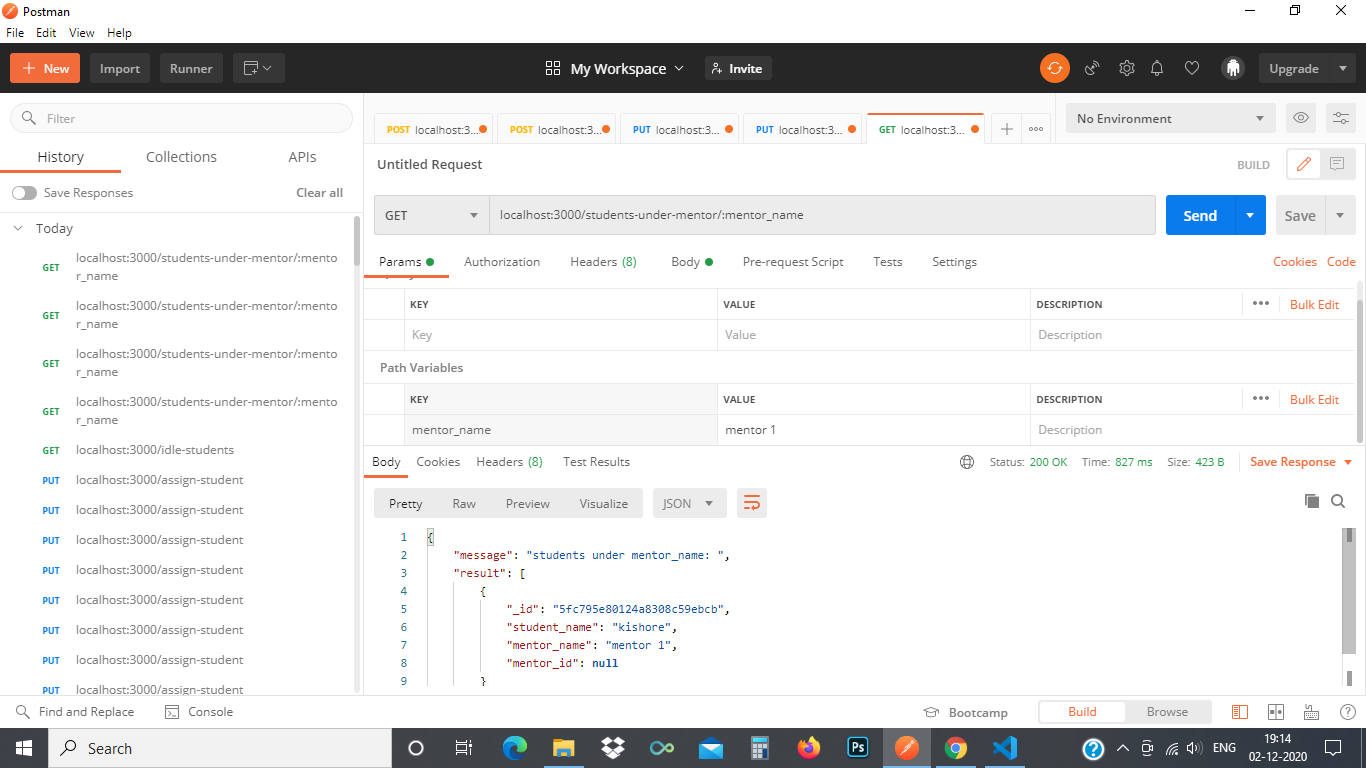 Postman
File Edit View Help
New Import Runner My Workspace Invite Upgrade
Filter
History Collections APIs
Save Responses Clear all
Today
GET localhost:3000/students-under-mentor/:mento
r_name
GET localhost:3000/students-under-mentor/:mento
r_name
GET localhost:3000/students-under-mentor/:mento
r_name
GET localhost:3000/students-under-mentor/:mento
r_name
GET localhost:3000/idle-students
PUT localhost:3000/assign-student
PUT localhost:3000/assign-student
PUT localhost:3000/assign-student
PUT localhost:3000/assign-student
PUT localhost:3000/assign-student
PUT localhost:3000/assign-student
PUT localhost:3000/assign-student
PUT localhost:3000/assign-student
POST localhost:3... POST localhost:3... PUT localhost:3... PUT localhost:3... GET localhost:3... No Environment
Untitled Request BUILD
GET localhost:3000/students-under-mentor/:mentor_name Send Save
Params Authorization Headers (8) Body Pre-request Script Tests Settings Cookies Code
KEY VALUE DESCRIPTION Bulk Edit
Key Value Description
Path Variables
KEY VALUE DESCRIPTION Bulk Edit
mentor_name mentor 1 Description
Body Cookies Headers (8) Test Results Status: 200 OK Time: 827 ms Size: 423 B Save Response
Pretty Raw Preview Visualize JSON
1 {
2 "message": "students under mentor_name: ",
3 "result": [
4 {
5 "_id": "5fc795e80124a8308c59ebcb",
6 "student_name": "kishore",
7 "mentor_name": "mentor 1",
8 "mentor_id": null
9 }
Find and Replace Console Bootcamp Build Browse
Search Ps ENG 19:14
02-12-2020